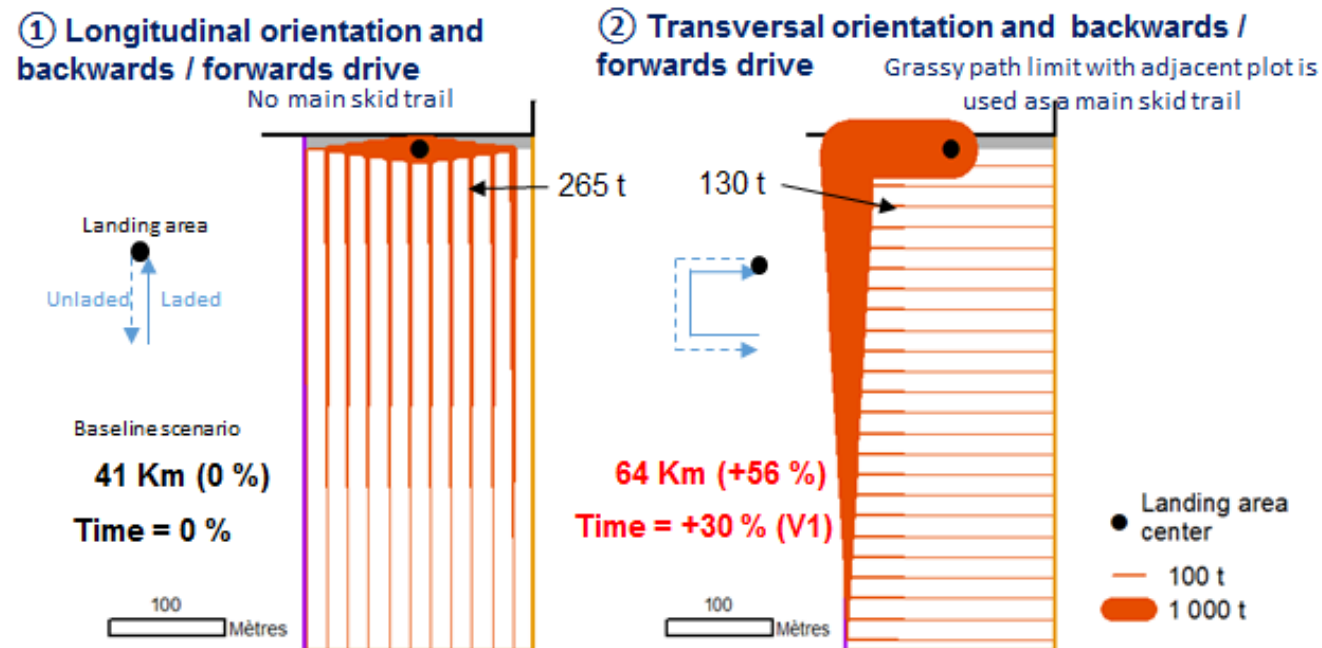 ① Longitudinal orientation and
backwards / forwards drive
No main skid trail
265 t
Landing area
Unladed
Laded
Baseline scenario
41 Km (0 %)
Time = 0 %
100
Mètres
② Transversal orientation and backwards /
forwards drive
Grassy path limit with adjacent plot is
used as a main skid trail
130 t
64 Km (+56 %)
Time = +30 % (V1)
100
Mètres
Landing area
center
100 t
1 000 t